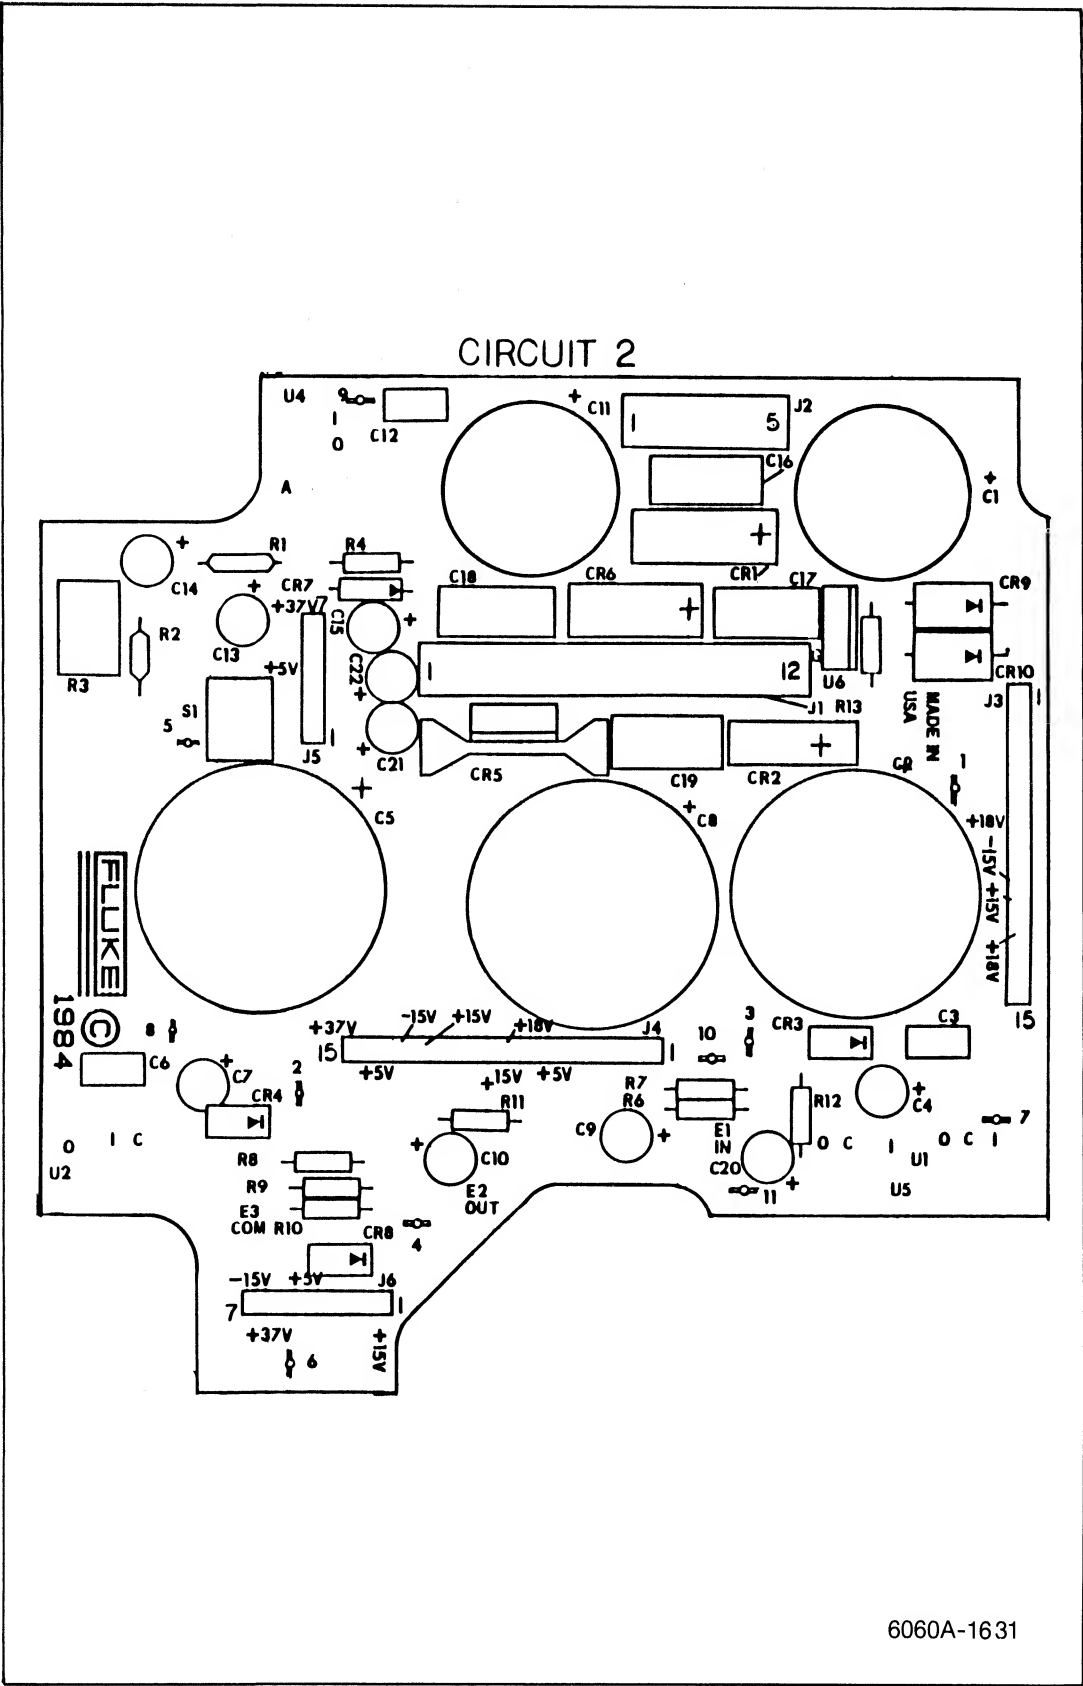 CIRCUIT 2
U4
9
I
O
C12
+
C11
I
5
J2
C16
+
C1
A
+
CR1
+
C14
R1
R4
CR7
C18
CR6
+
C17
CR9
+
+37V
7
C15
+
R2
C13
+5V
R3
C22
+
I
12
J1
U6
R13
CR10
J3
I
S1
5
I
J5
+
C21
CR5
C19
+
CR2
MADE IN
USA
+
C5
+
C8
+
1
+18V
-15V
+15V
+18V
15
FLUKE
©
1984
8
C6
+
C7
2
CR4
+37V
-15V
+15V
+18V
J4
15
I
+5V
+15V
+5V
10
3
CR3
C3
R7
R6
R11
R12
+
C4
7
C9
+
E1
IN
C20
+
11
O C
I
O C I
U1
U5
O
I C
U2
R8
R9
E3
COM R10
+
C10
E2
OUT
4
CR8
-15V
+5V
J6
7
I
+37V
+15V
6
6060A-1631